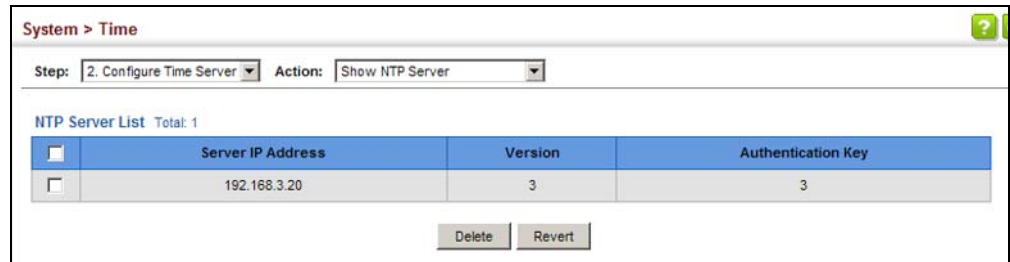 System > Time
?
Step: 2. Configure Time Server Action: Show NTP Server
NTP Server List Total: 1
Server IP Address Version Authentication Key
192.168.3.20 3 3
Delete Revert